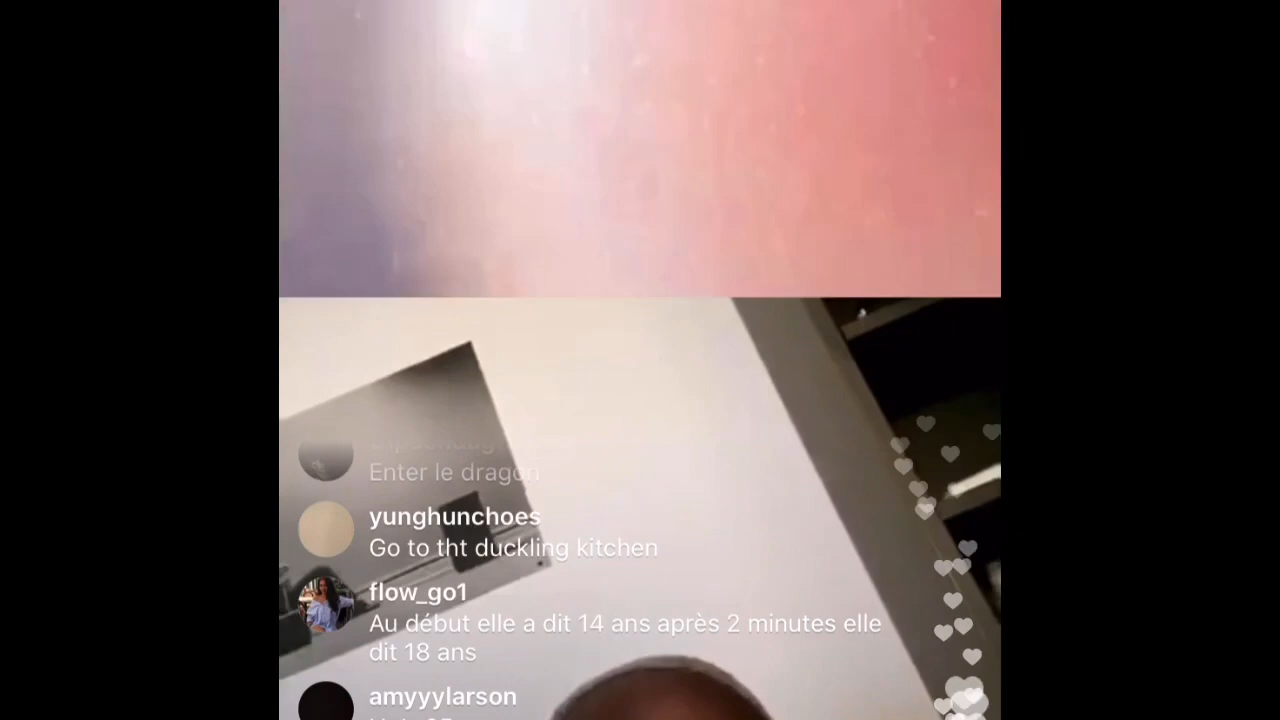 Enter le dragon
yunghunchoes
Go to tht duckling kitchen
flow_go1
Au début elle a dit 14 ans après 2 minutes elle
dit 18 ans
amyyylarson